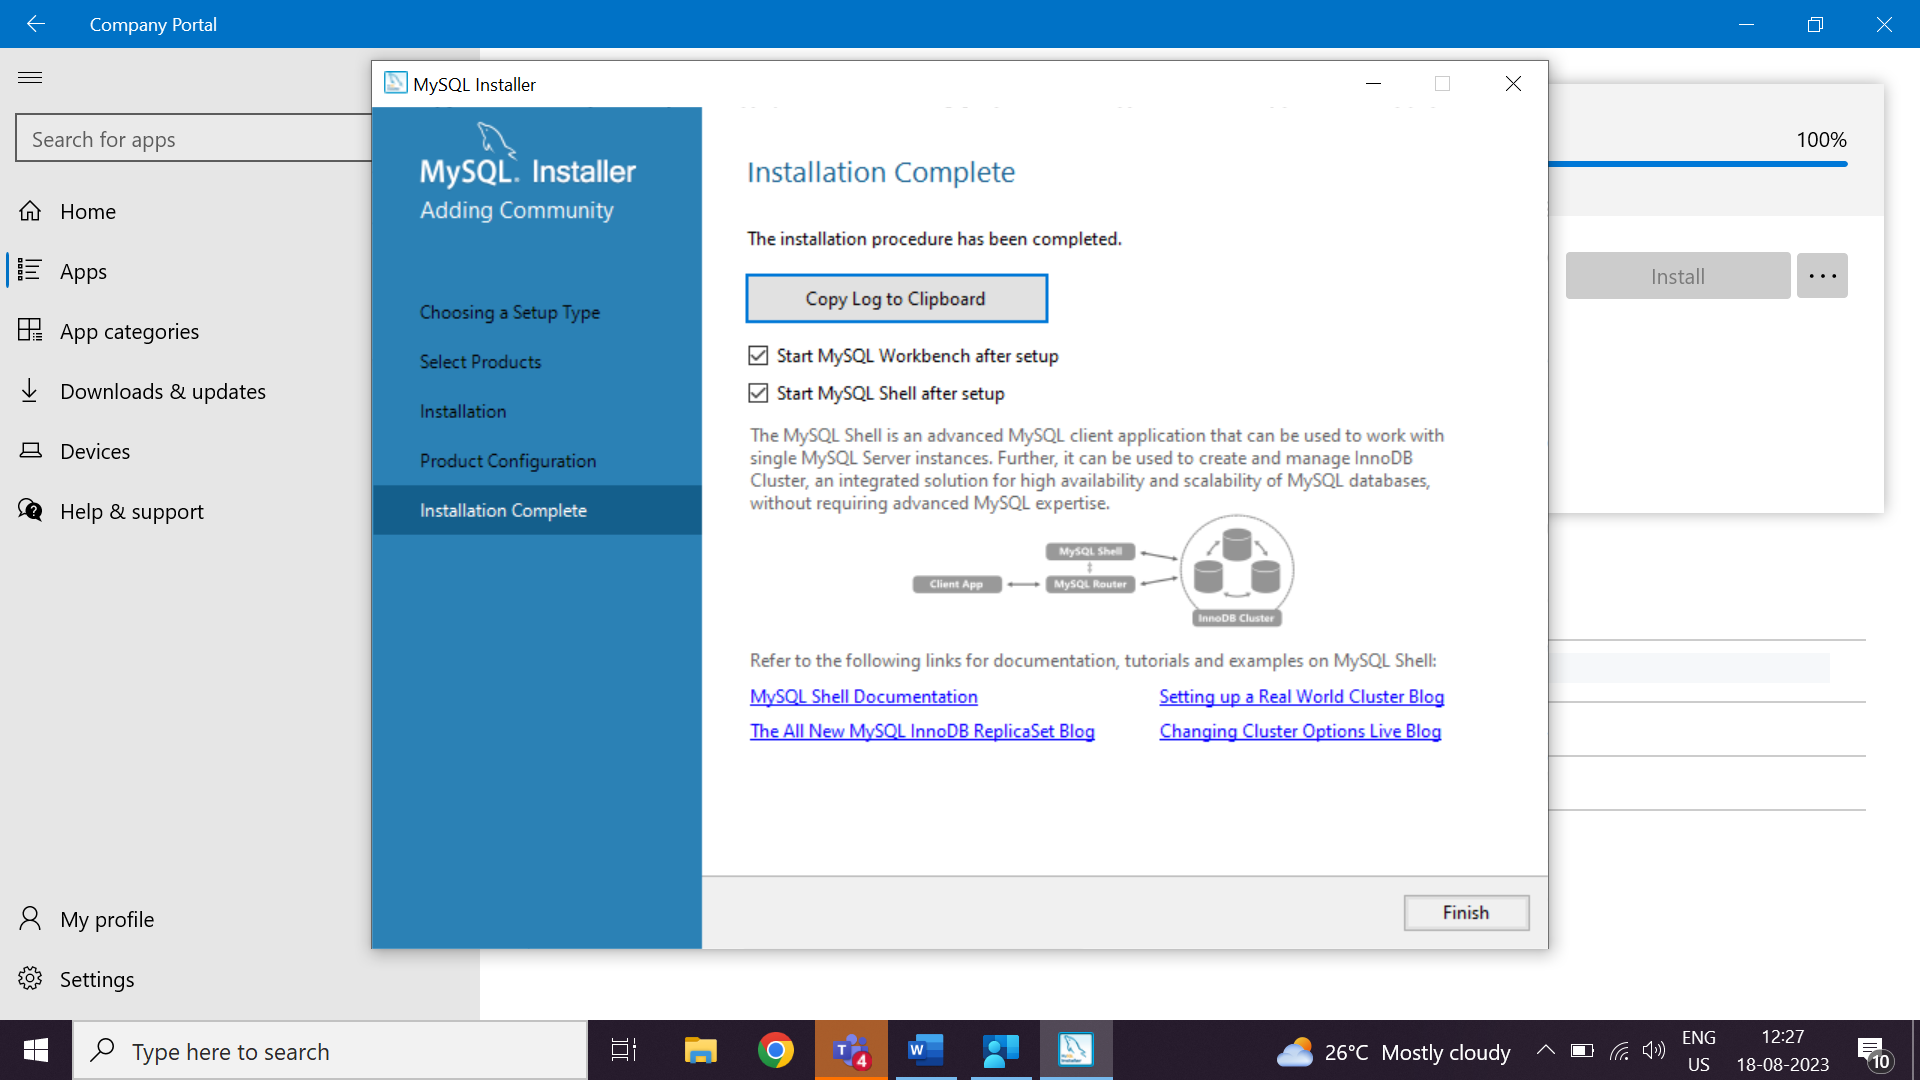 Company Portal
MySQL Installer
Search for apps
100%
MySQL. Installer
Adding Community
Installation Complete
Home
The installation procedure has been completed.
Apps
Install
Copy Log to Clipboard
Choosing a Setup Type
App categories
Start MySQL Workbench after setup
Select Products
Downloads & updates
Start MySQL Shell after setup
Installation
The MySQL Shell is an advanced MySQL client application that can be used to work with
single MySQL Server instances. Further, it can be used to create and manage InnoDB
Cluster, an integrated solution for high availability and scalability of MySQL databases,
without requiring advanced MySQL expertise.
Devices
Product Configuration
Help & support
Installation Complete
MySQL Shell
Client App
MySQL Router
InnoDB Cluster
Refer to the following links for documentation, tutorials and examples on MySQL Shell:
MySQL Shell Documentation
Setting up a Real World Cluster Blog
The All New MySQL InnoDB ReplicaSet Blog
Changing Cluster Options Live Blog
My profile
Finish
Settings
Type here to search
4
26°C Mostly cloudy
ENG
US
12:27
18-08-2023
10